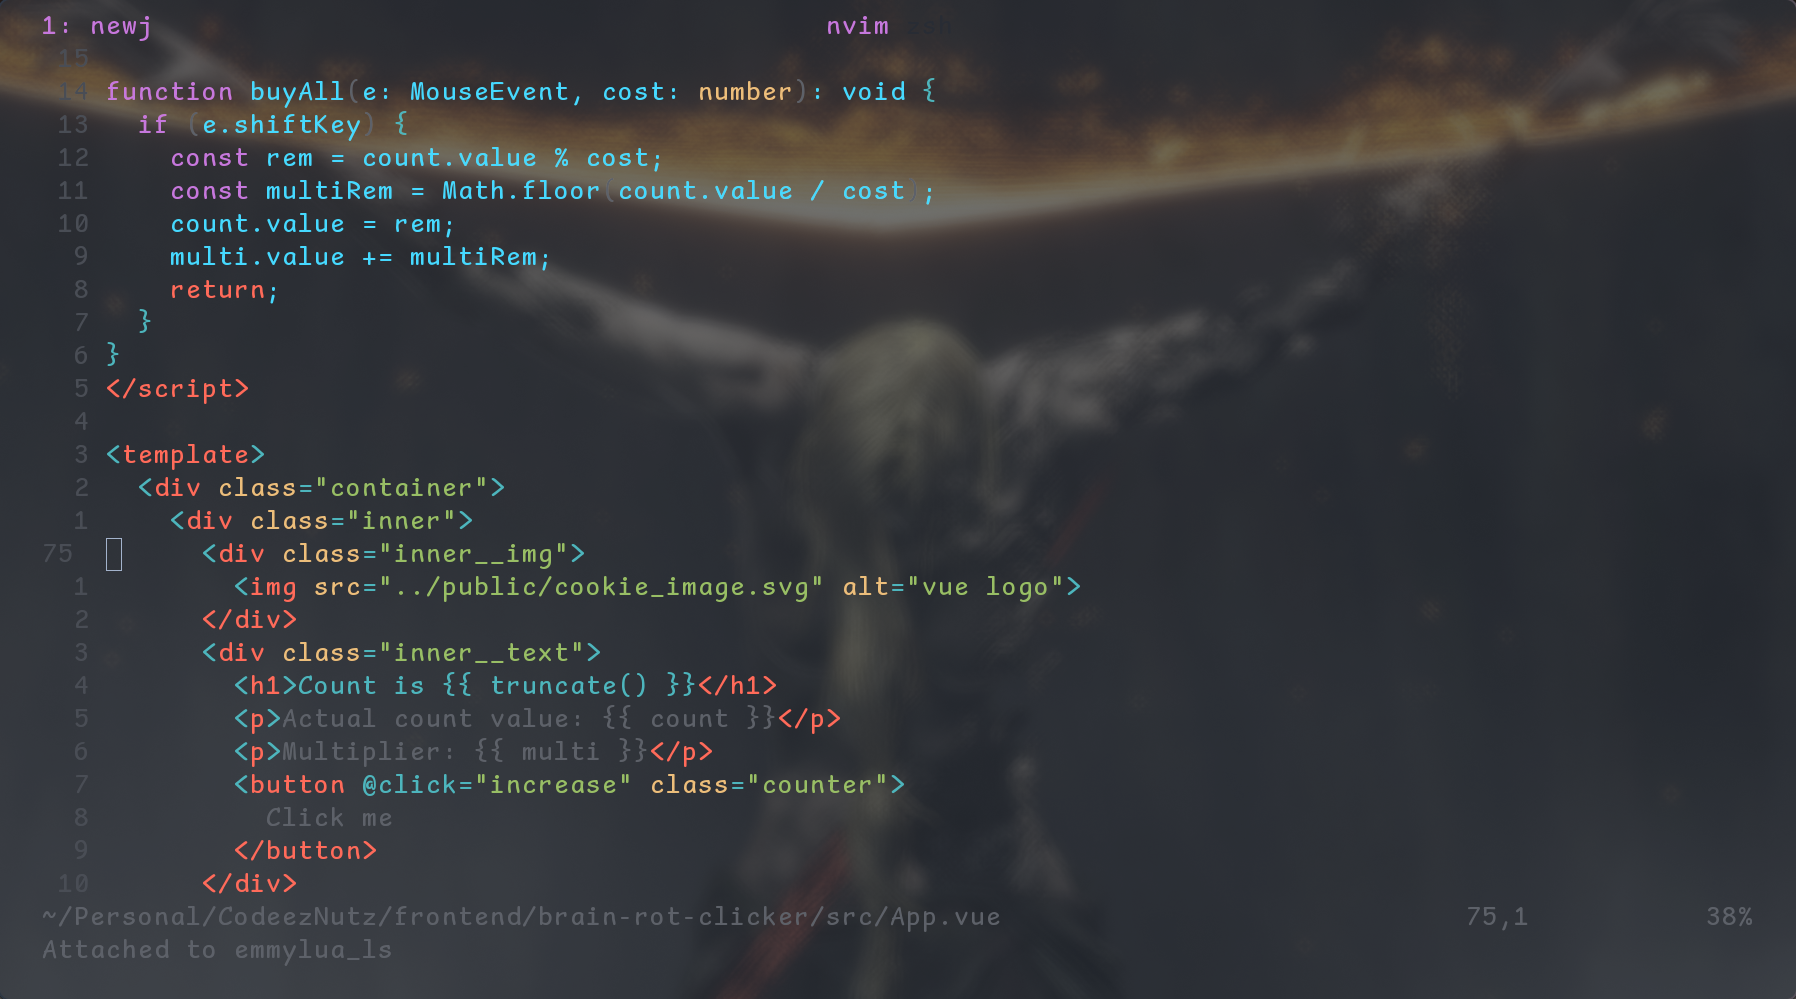 1: newj nvim zsh
15
14 function buyAll(e: MouseEvent, cost: number): void {
13 if (e.shiftKey) {
12 const rem = count.value % cost;
11 const multiRem = Math.floor(count.value / cost);
10 count.value = rem;
9 multi.value += multiRem;
8 return;
7 }
6 }
5 </script>
4
3 <template>
2 <div class="container">
1 <div class="inner">
75 <div class="inner__img">
1 <img src="../public/cookie_image.svg" alt="vue logo">
2 </div>
3 <div class="inner__text">
4 <h1>Count is {{ truncate() }}</h1>
5 <p>Actual count value: {{ count }}</p>
6 <p>Multiplier: {{ multi }}</p>
7 <button @click="increase" class="counter">
8 Click me
9 </button>
10 </div>
~/Personal/CodeezNutz/frontend/brain-rot-clicker/src/App.vue 75,1 38%
Attached to emmylua_ls